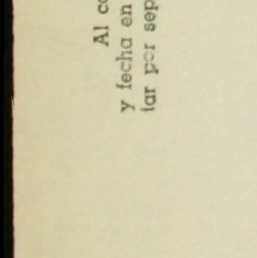 Al co
y fecha en
lar por sep